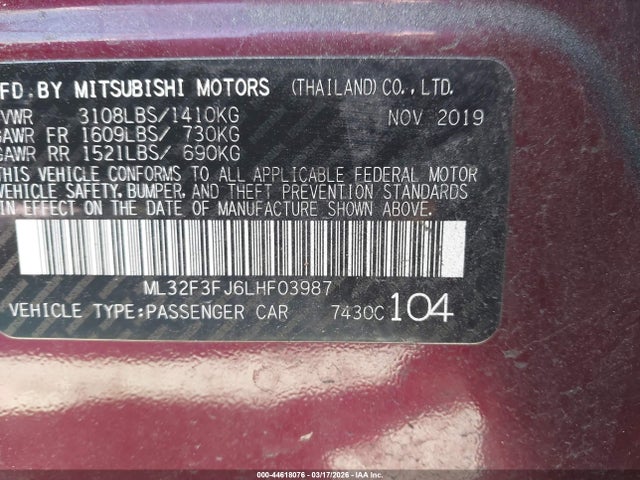 MFD. BY MITSUBISHI MOTORS (THAILAND) CO., LTD.
GVWR 3108LBS/1410KG NOV 2019
GAWR FR 1609LBS/ 730KG
GAWR RR 1521LBS/ 690KG
THIS VEHICLE CONFORMS TO ALL APPLICABLE FEDERAL MOTOR
VEHICLE SAFETY, BUMPER, AND THEFT PREVENTION STANDARDS
IN EFFECT ON THE DATE OF MANUFACTURE SHOWN ABOVE.
ML32F3FJ6LHF03987
VEHICLE TYPE:PASSENGER CAR 7430C 104
000-44618076 | 03/17/2026 - IAA Inc.